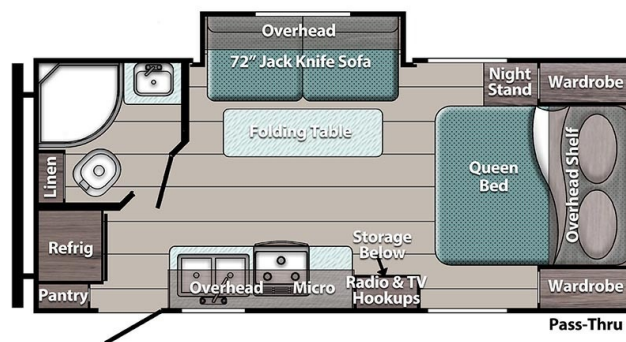 Overhead
72" Jack Knife Sofa
Night
Stand
Wardrobe
Folding Table
Linen
Queen
Bed
Overhead Shelf
Refrig
Storage
Below
Pantry
Overhead
Micro
Radio & TV
Hookups
Wardrobe
Pass-Thru